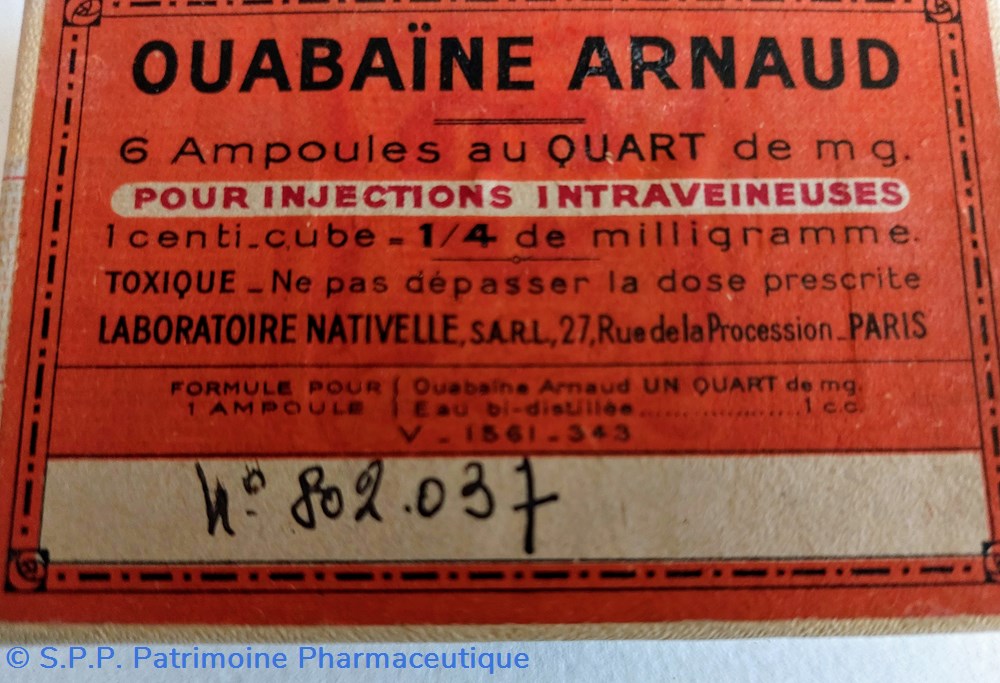 OUABAÏNE ARNAUD
6 Ampoules au QUART de mg.
POUR INJECTIONS INTRAVEINEUSES
1 centi-cube = 1/4 de milligramme.
TOXIQUE - Ne pas dépasser la dose prescrite
LABORATOIRE NATIVELLE, S.A.R.L., 27, Rue de la Procession - PARIS
FORMULE POUR { Ouabaïne Arnaud UN QUART de mg.
1 AMPOULE { Eau bi-distillée................1 c.c.
V - 1561-343
N° 802.037
© S.P.P. Patrimoine Pharmaceutique